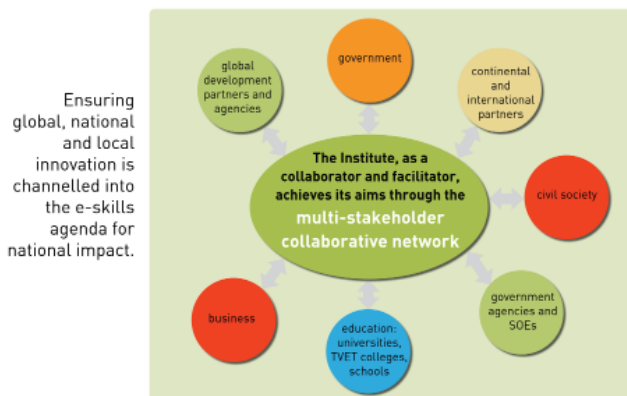 Ensuring
global, national
and local
innovation is
channelled into
the e-skills
agenda for
national impact.
global
development
partners and
agencies
government
continental
and
international
partners
The Institute, as a
collaborator and facilitator,
achieves its aims through the
multi-stakeholder
collaborative network
civil society
business
education:
universities,
TVET colleges,
schools
government
agencies and
SOEs